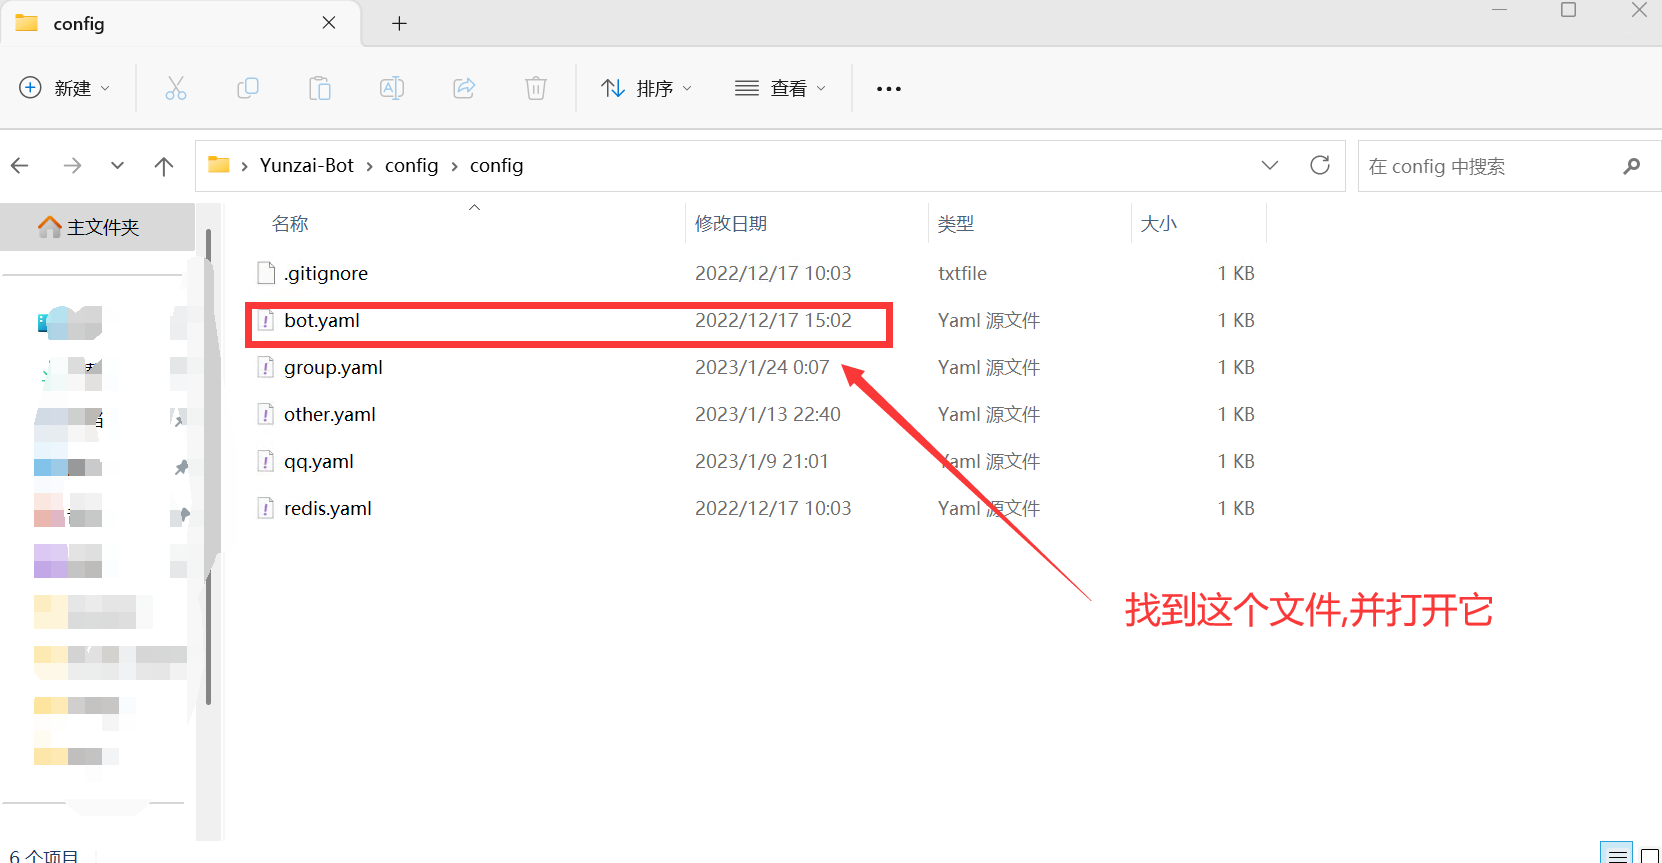 config
新建
排序
查看
Yunzai-Bot
config
config
在 config 中搜索
主文件夹
名称
修改日期
类型
大小
.gitignore 2022/12/17 10:03 txtfile 1 KB
bot.yaml 2022/12/17 15:02 Yaml 源文件 1 KB
group.yaml 2023/1/24 0:07 Yaml 源文件 1 KB
other.yaml 2023/1/13 22:40 Yaml 源文件 1 KB
qq.yaml 2023/1/9 21:01 Yaml 源文件 1 KB
redis.yaml 2022/12/17 10:03 Yaml 源文件 1 KB
找到这个文件,并打开它
6 个项目